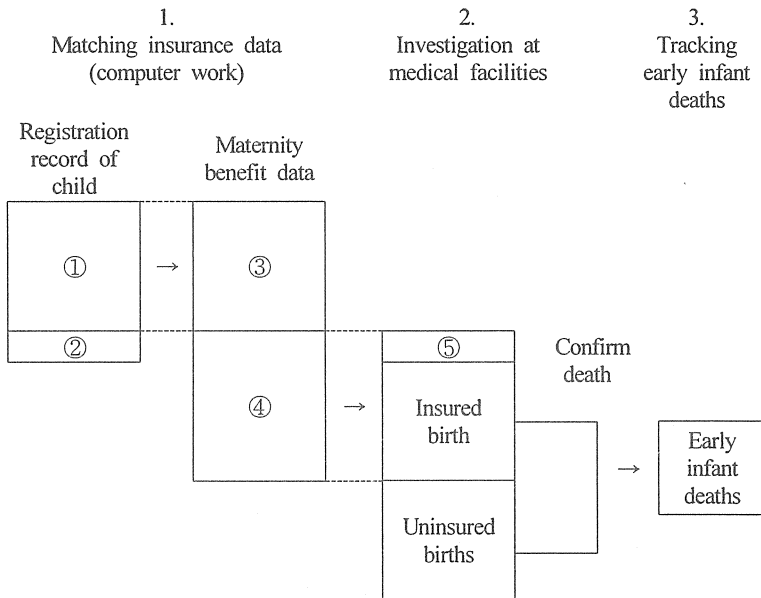 1.
Matching insurance data
(computer work)
2.
Investigation at
medical facilities
3.
Tracking
early infant
deaths
Registration
record of
child
Maternity
benefit data
①
→
③
②
⑤
Confirm
death
④
→
Insured
birth
→
Early
infant
deaths
Uninsured
births